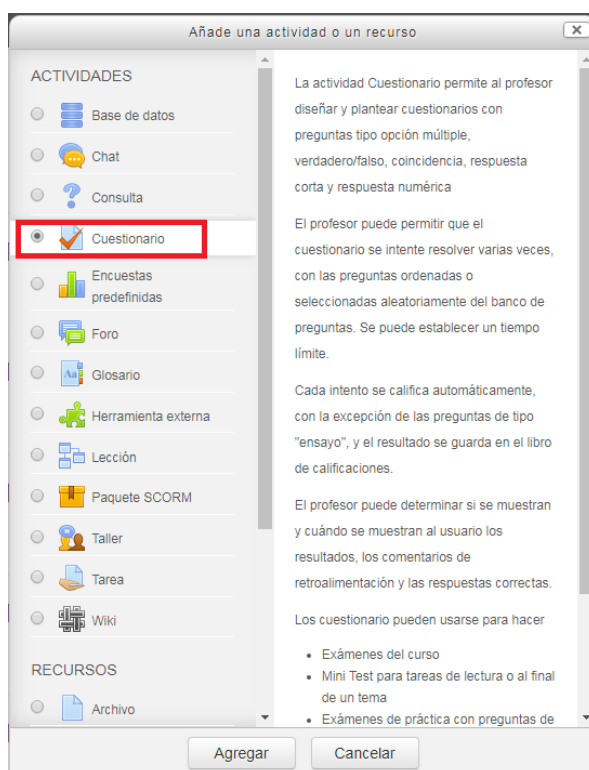 Añade una actividad o un recurso
ACTIVIDADES
Base de datos
Chat
Consulta
Cuestionario
Encuestas
predefinidas
Foro
Glosario
Herramienta externa
Lección
Paquete SCORM
Taller
Tarea
Wiki
RECURSOS
Archivo
La actividad Cuestionario permite al profesor
diseñar y plantear cuestionarios con
preguntas tipo opción múltiple,
verdadero/falso, coincidencia, respuesta
corta y respuesta numérica
El profesor puede permitir que el
cuestionario se intente resolver varias veces,
con las preguntas ordenadas o
seleccionadas aleatoriamente del banco de
preguntas. Se puede establecer un tiempo
límite.
Cada intento se califica automáticamente,
con la excepción de las preguntas de tipo
"ensayo", y el resultado se guarda en el libro
de calificaciones.
El profesor puede determinar si se muestran
y cuándo se muestran al usuario los
resultados, los comentarios de
retroalimentación y las respuestas correctas.
Los cuestionario pueden usarse para hacer
• Exámenes del curso
• Mini Test para tareas de lectura o al final
de un tema
• Exámenes de práctica con preguntas de
Agregar
Cancelar